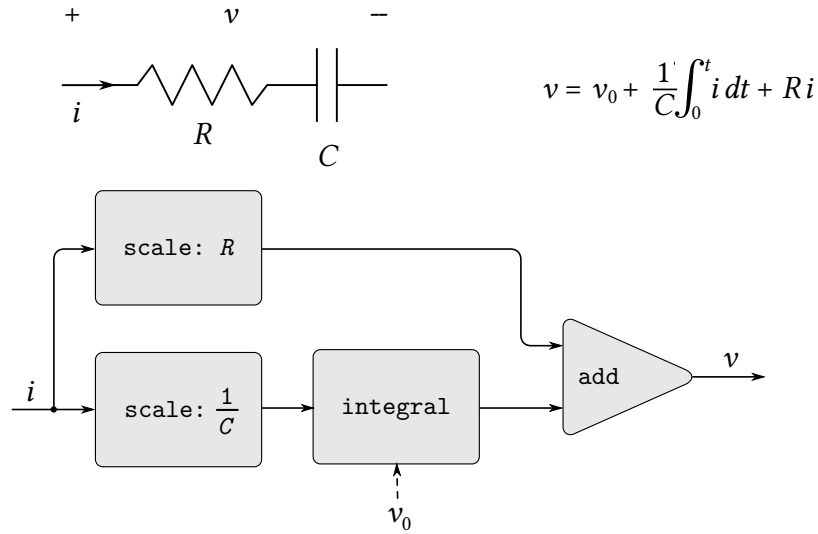 + v –
i
R
C
v = v₀ + 1/C ∫₀ᵗ i dt + R i
scale: R
add
v
i
scale: 1/C
integral
v₀